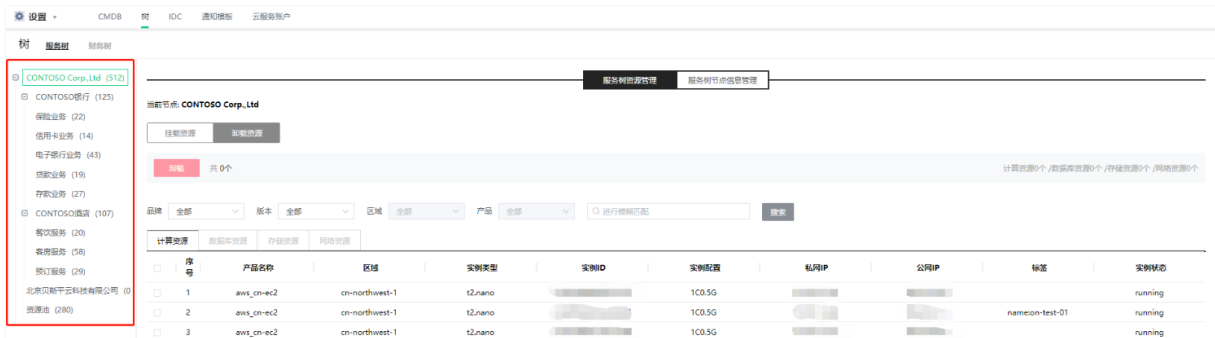 设置 CMDB 树 IDC 通知模板 云服务账户
树 服务树 财务树
CONTOSO Corp.,Ltd (512)
CONTOSO银行 (125)
保险业务 (22)
信用卡业务 (14)
电子银行业务 (43)
贷款业务 (19)
存款业务 (27)
CONTOSO酒店 (107)
餐饮服务 (20)
客房服务 (58)
预订服务 (29)
北京贝斯平云科技有限公司 (0
资源池 (280)
服务树资源管理 服务树节点信息管理
当前节点: CONTOSO Corp.,Ltd
挂载资源 卸载资源
卸载 共 0个 计算资源0个 /数据库资源0个 /存储资源0个 /网络资源0个
品牌 全部 版本 全部 区域 全部 产品 全部 进行模糊匹配 搜索
计算资源 数据库资源 存储资源 网络资源
序号 产品名称 区域 实例类型 实例ID 实例配置 私网IP 公网IP 标签 实例状态
1 aws_cn-ec2 cn-northwest-1 t2.nano 1C0.5G running
2 aws_cn-ec2 cn-northwest-1 t2.nano 1C0.5G name:on-test-01 running
3 aws_cn-ec2 cn-northwest-1 t2.nano 1C0.5G running